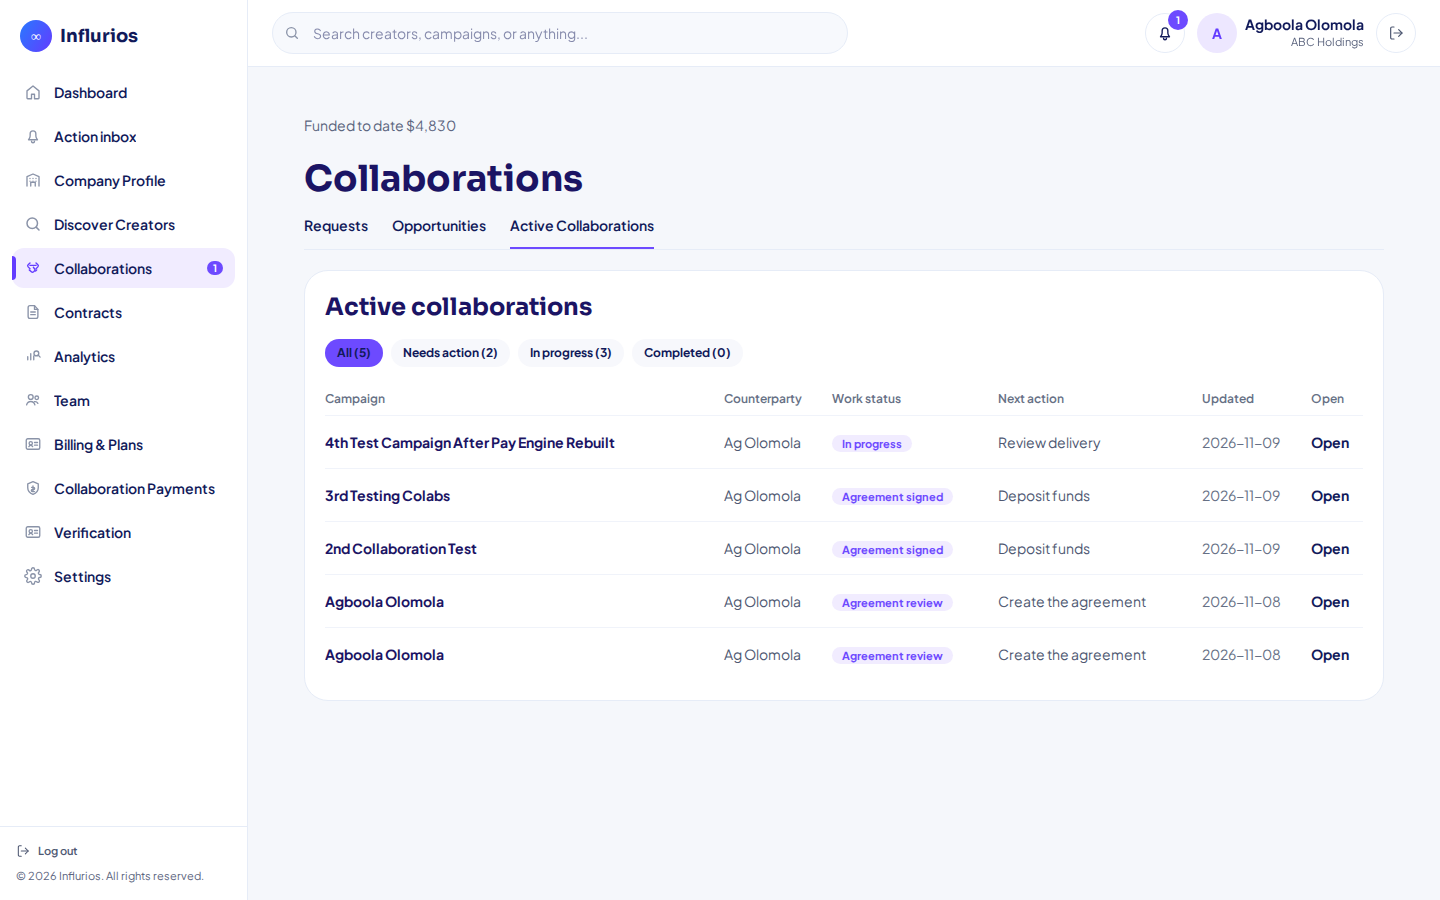 ∞ Influrios
Search creators, campaigns, or anything...
1
A
Agboola Olomola
ABC Holdings
Dashboard
Action inbox
Company Profile
Discover Creators
Collaborations 1
Contracts
Analytics
Team
Billing & Plans
Collaboration Payments
Verification
Settings
Log out
© 2026 Influrios. All rights reserved.
Funded to date $4,830
Collaborations
Requests Opportunities Active Collaborations
Active collaborations
All (5) Needs action (2) In progress (3) Completed (0)
Campaign Counterparty Work status Next action Updated Open
4th Test Campaign After Pay Engine Rebuilt Ag Olomola In progress Review delivery 2026-11-09 Open
3rd Testing Colabs Ag Olomola Agreement signed Deposit funds 2026-11-09 Open
2nd Collaboration Test Ag Olomola Agreement signed Deposit funds 2026-11-09 Open
Agboola Olomola Ag Olomola Agreement review Create the agreement 2026-11-08 Open
Agboola Olomola Ag Olomola Agreement review Create the agreement 2026-11-08 Open